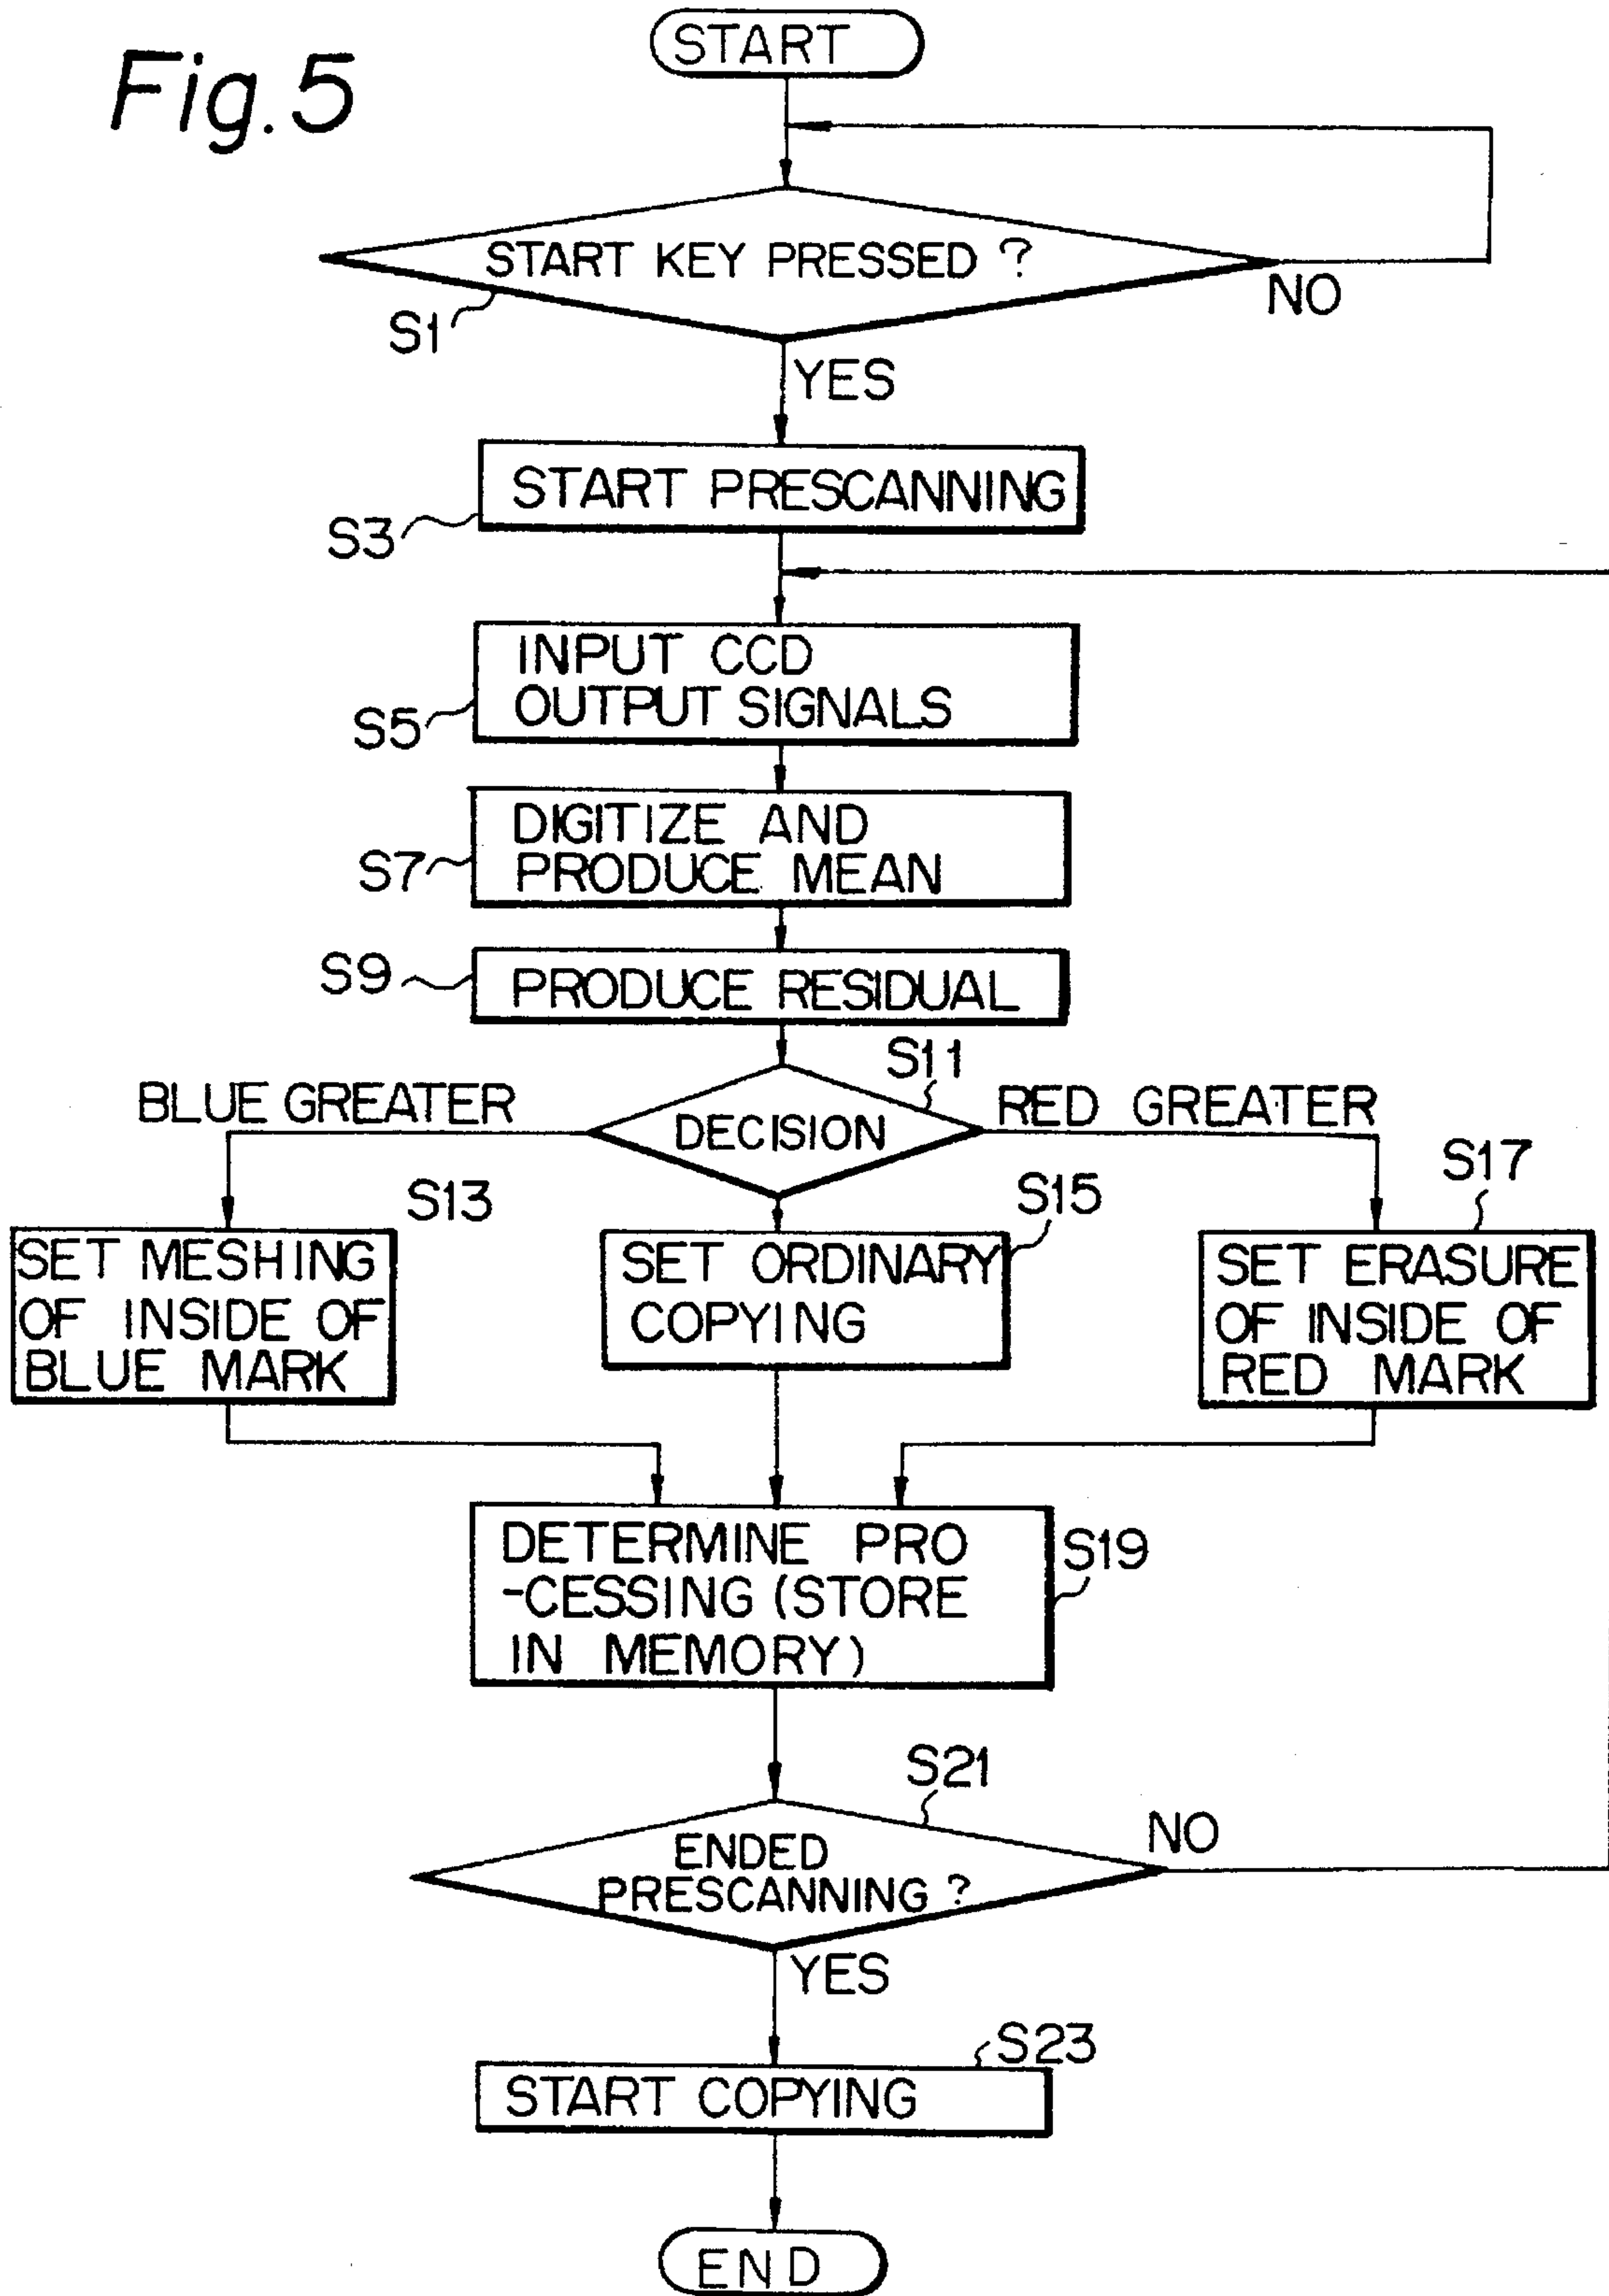 Fig.5
START
START KEY PRESSED ?
S1
NO
YES
START PRESCANNING
S3
INPUT CCD
OUTPUT SIGNALS
S5
DIGITIZE AND
PRODUCE MEAN
S7
S9
PRODUCE RESIDUAL
S11
BLUE GREATER
DECISION
RED GREATER
S13
SET MESHING
OF INSIDE OF
BLUE MARK
S15
SET ORDINARY
COPYING
S17
SET ERASURE
OF INSIDE OF
RED MARK
DETERMINE PRO
-CESSING (STORE
IN MEMORY)
S19
S21
ENDED
PRESCANNING ?
NO
YES
S23
START COPYING
END